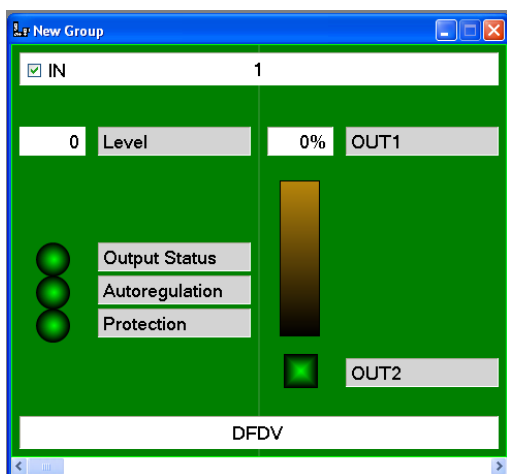 New Group
IN 1
0 Level 0% OUT1
Output Status
Autoregulation
Protection
OUT2
DFDV